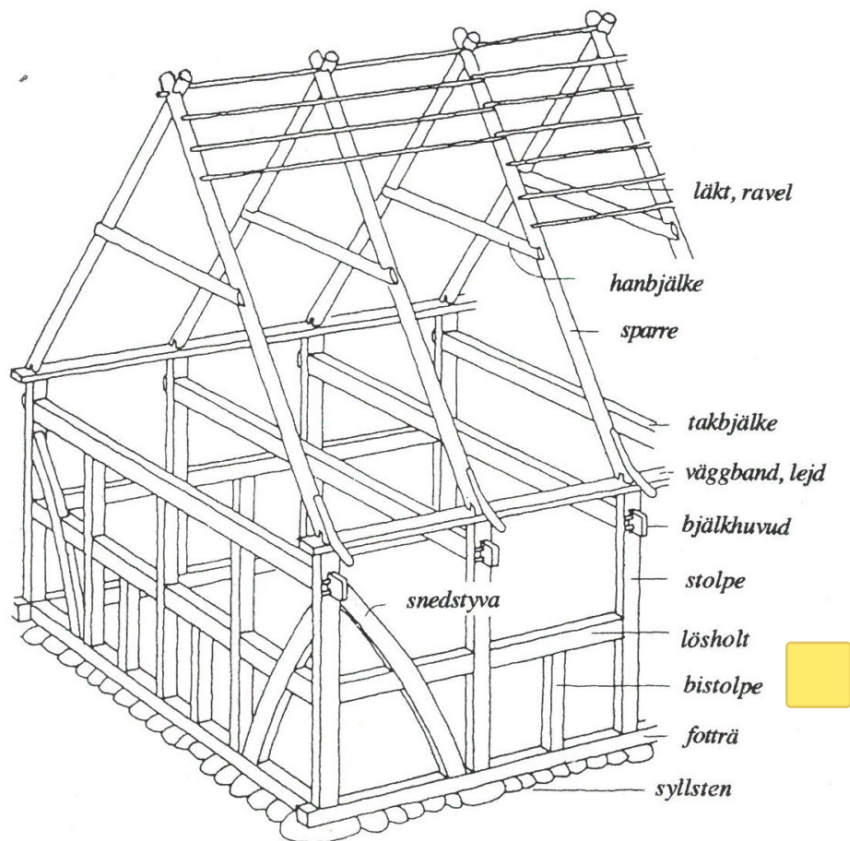 läkt, ravel
hanbjälke
sparre
takbjälke
väggband, lejd
bjälkhuvud
stolpe
snedstyva
lösholt
bistolpe
fotträ
syllsten